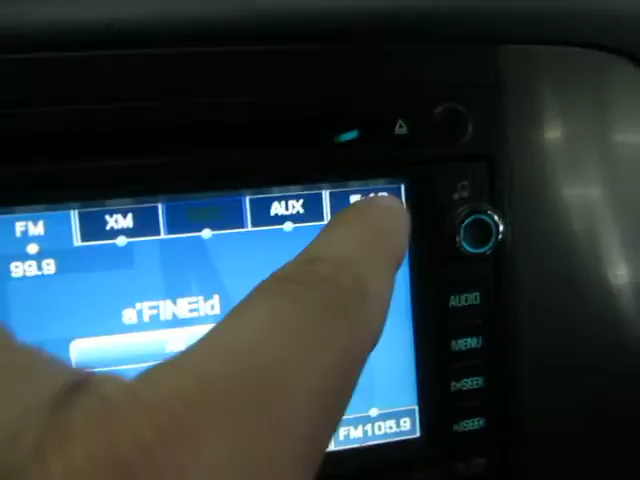 FM XM AUX
99.9
a'FINEid
AUDIO
MENU
SEEK
FM105.9
SEEK